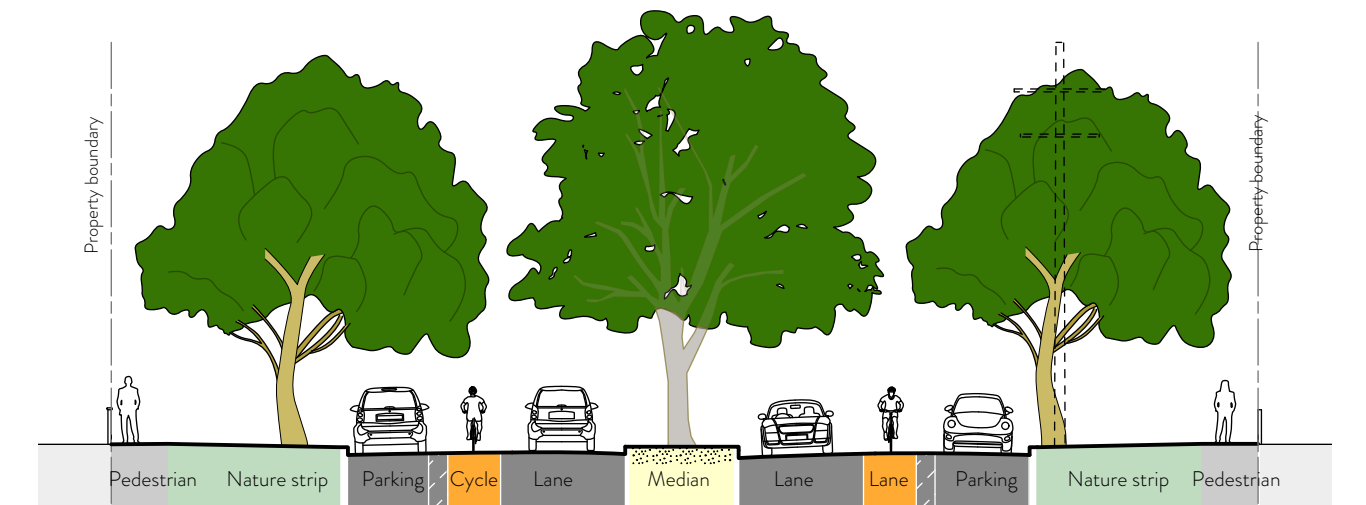 Property boundary
Property boundary
Pedestrian
Nature strip
Parking
Cycle
Lane
Median
Lane
Lane
Parking
Nature strip
Pedestrian